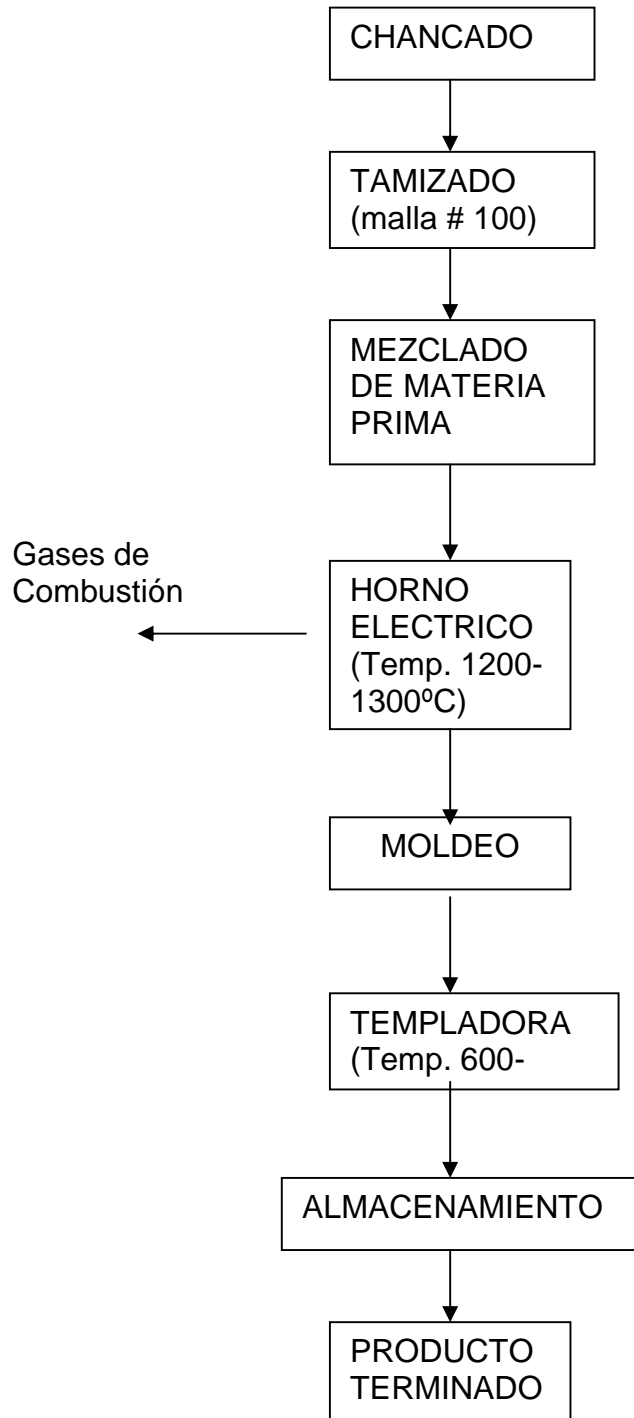 CHANCADO
TAMIZADO
(malla # 100)
MEZCLADO
DE MATERIA
PRIMA
Gases de
Combustión
HORNO
ELECTRICO
(Temp. 1200-
1300ºC)
MOLDEO
TEMPLADORA
(Temp. 600-
ALMACENAMIENTO
PRODUCTO
TERMINADO